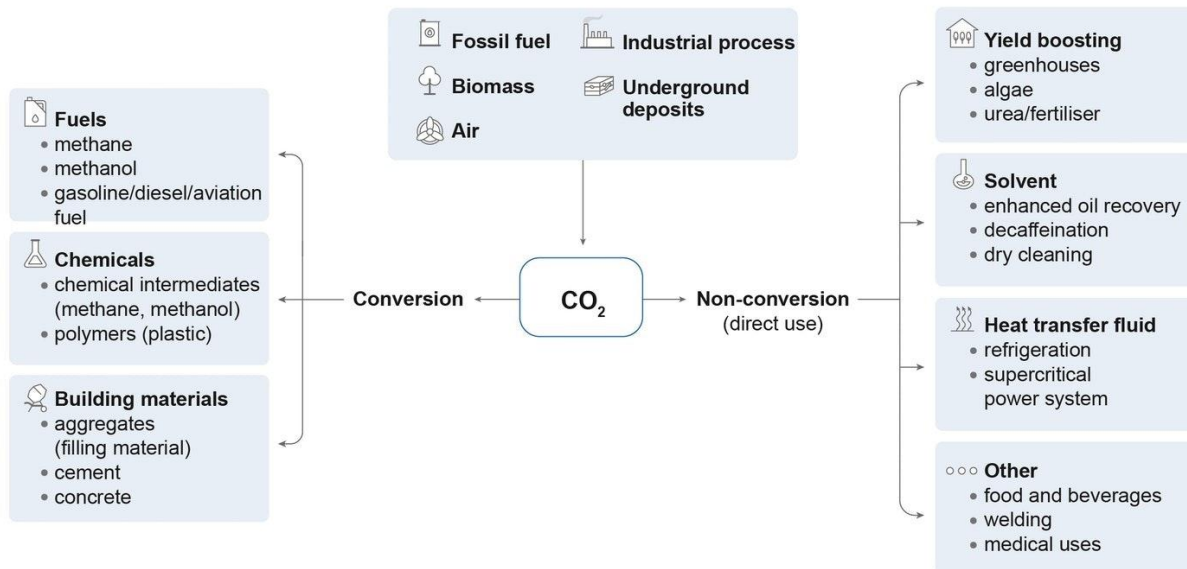 Fossil fuel
Industrial process
Biomass
Underground
deposits
Air
Fuels
methane
methanol
gasoline/diesel/aviation
fuel
Chemicals
chemical intermediates
(methane, methanol)
polymers (plastic)
Building materials
aggregates
(filling material)
cement
concrete
Conversion
CO₂
Non-conversion
(direct use)
Yield boosting
greenhouses
algae
urea/fertiliser
Solvent
enhanced oil recovery
decaffeination
dry cleaning
Heat transfer fluid
refrigeration
supercritical
power system
Other
food and beverages
welding
medical uses